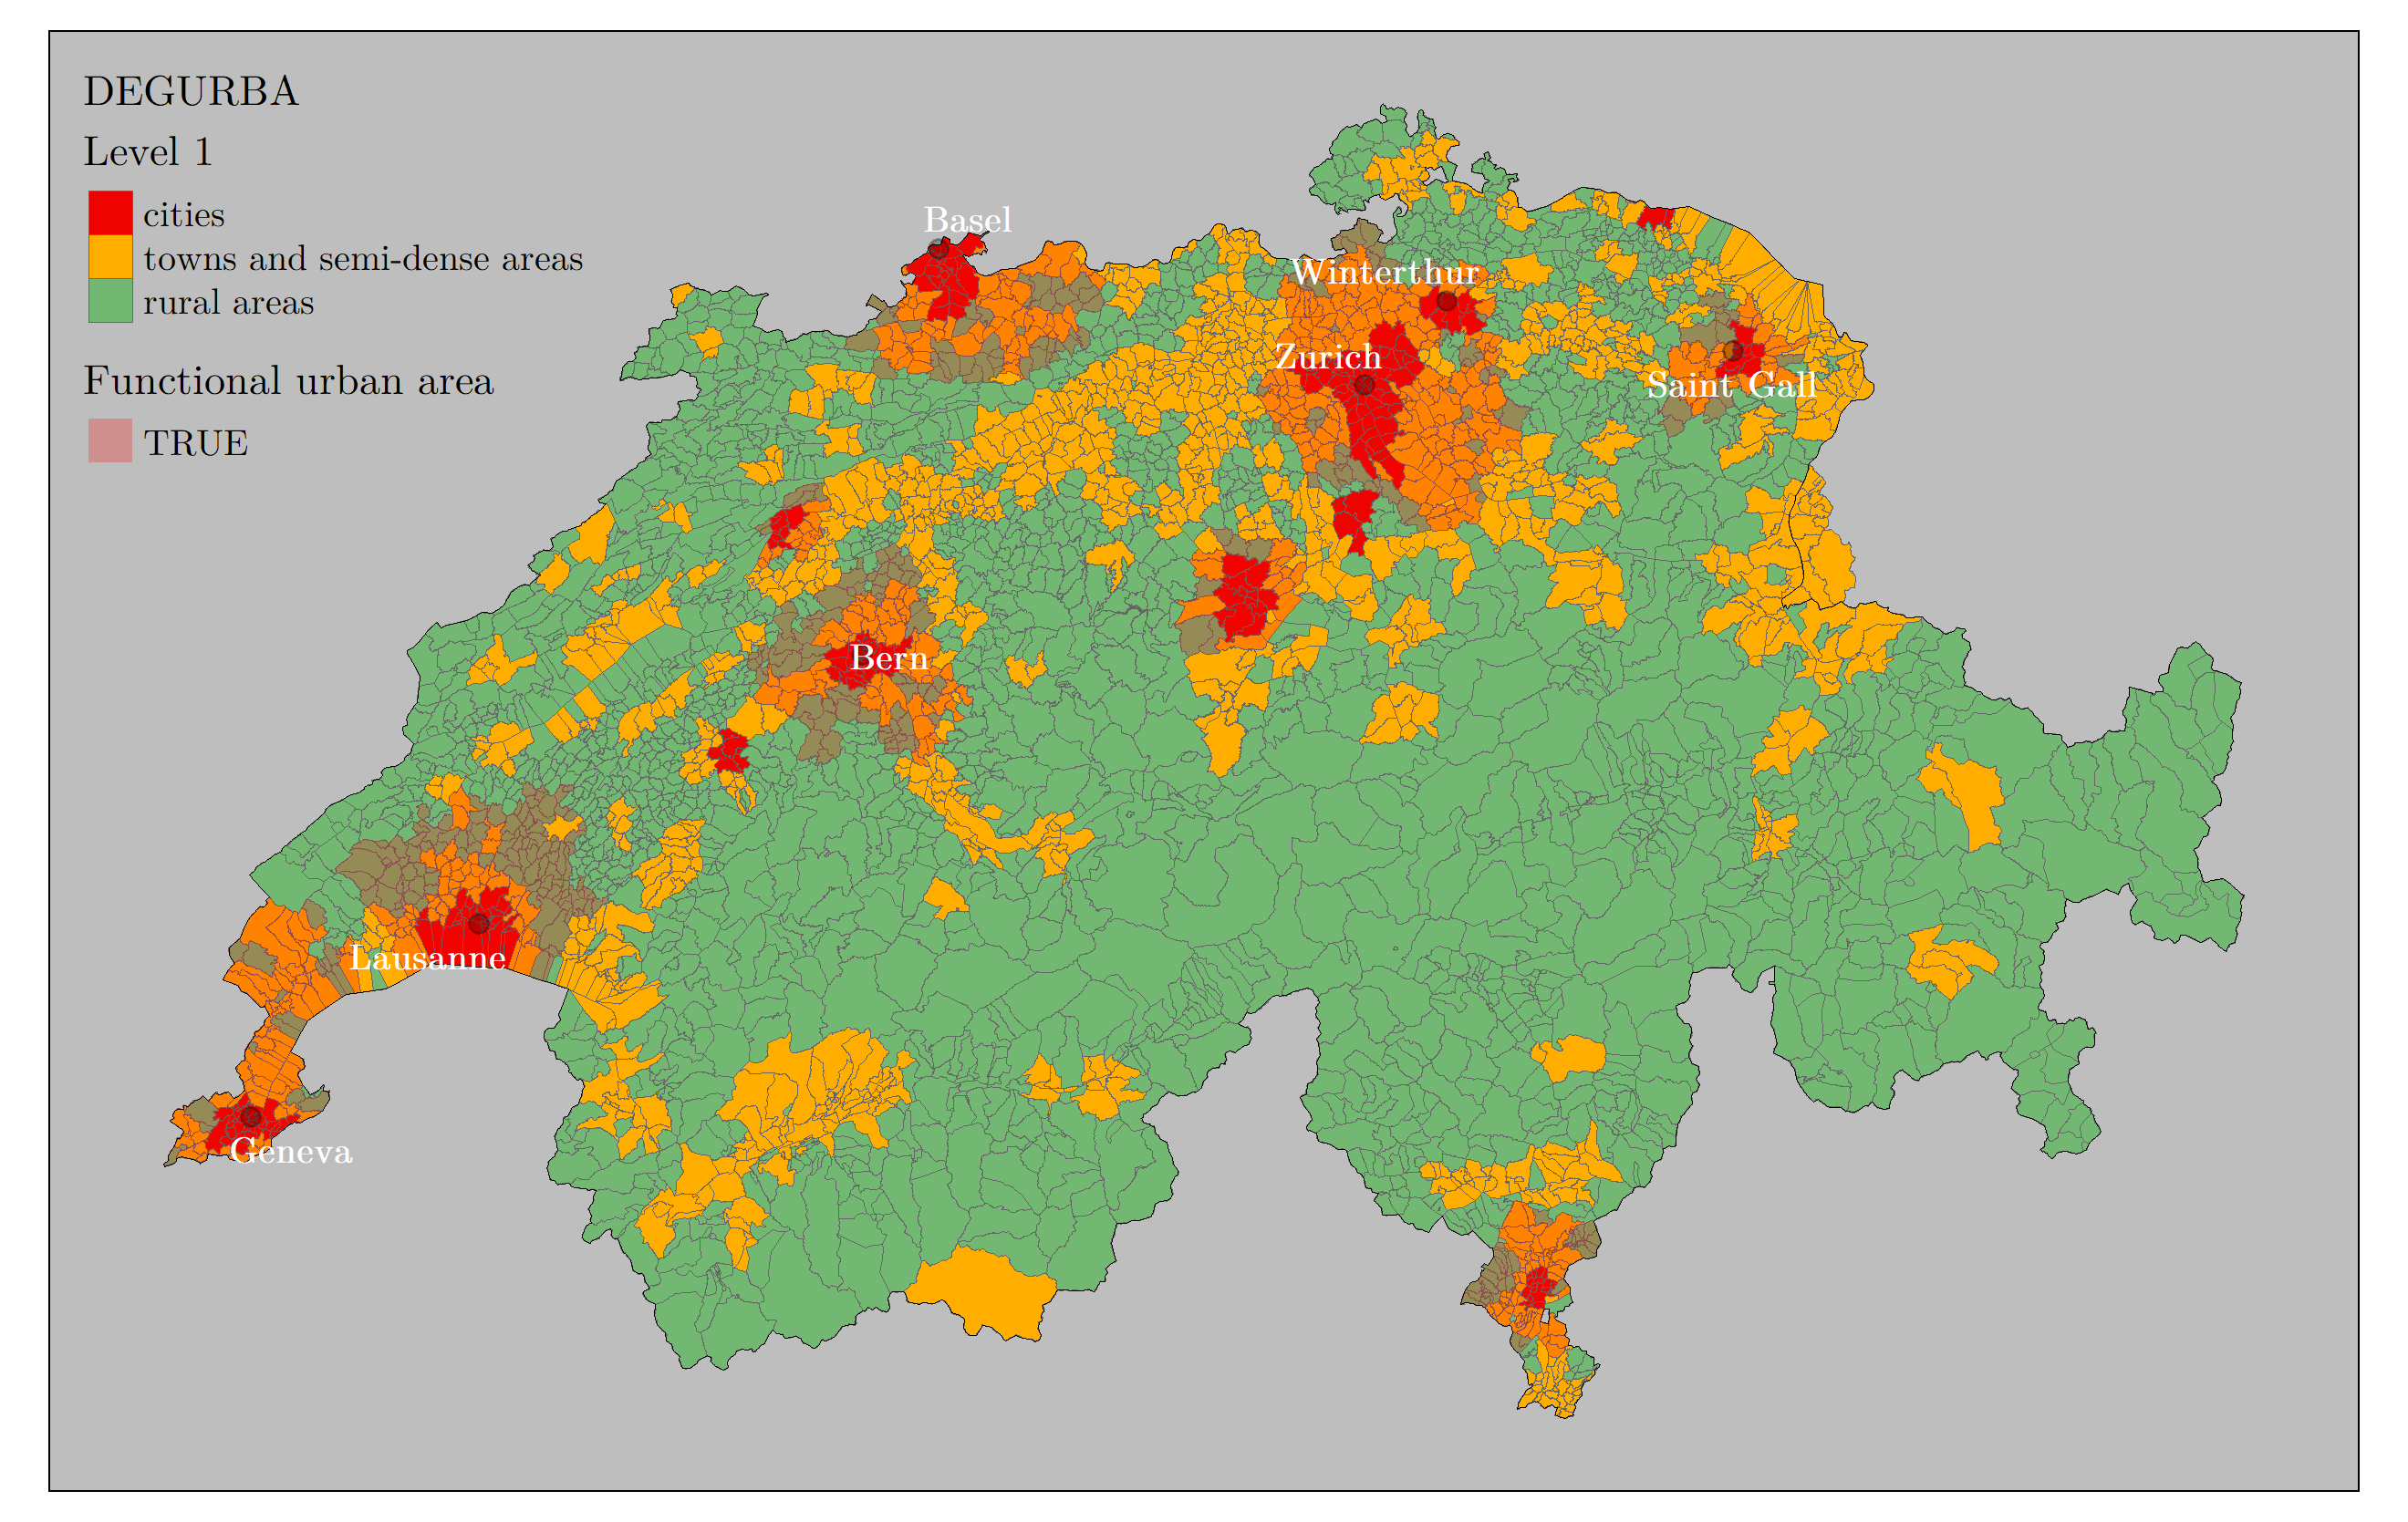 DEGURBA
Level 1
cities
towns and semi-dense areas
rural areas
Functional urban area
TRUE
Basel
Winterthur
Zurich
Saint Gall
Bern
Lausanne
Geneva